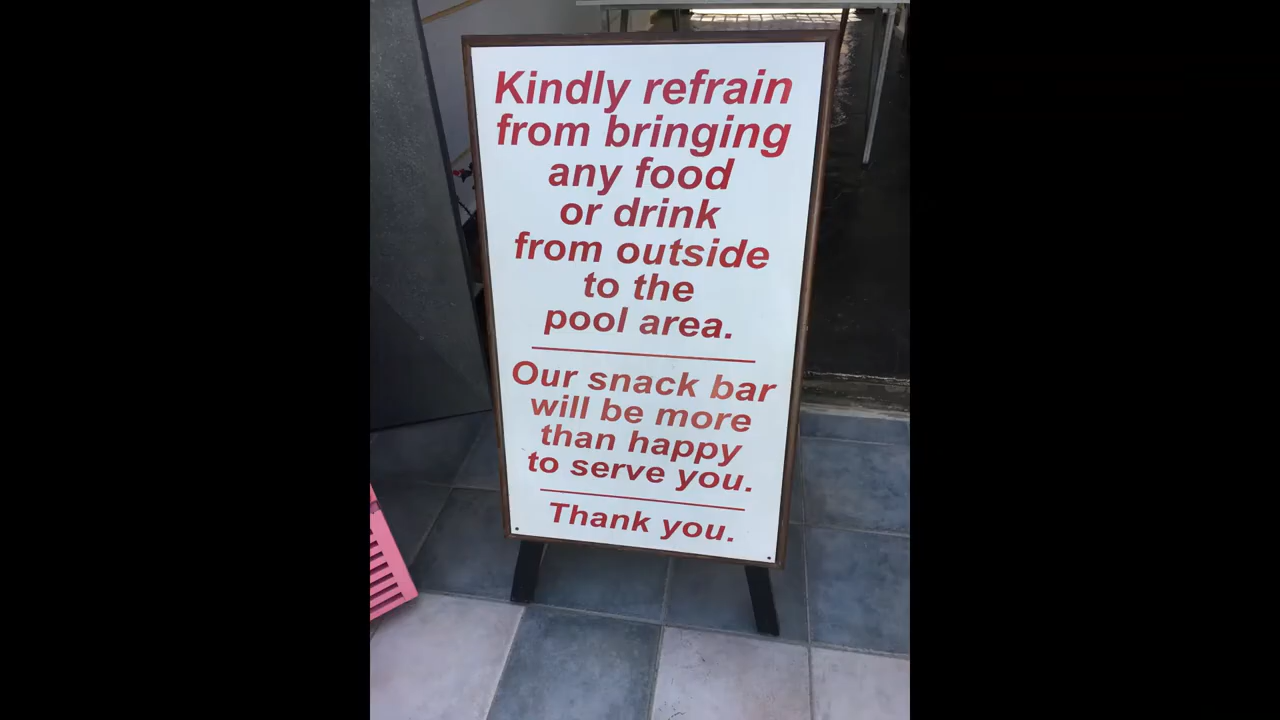 Kindly refrain
from bringing
any food
or drink
from outside
to the
pool area.
Our snack bar
will be more
than happy
to serve you.
Thank you.